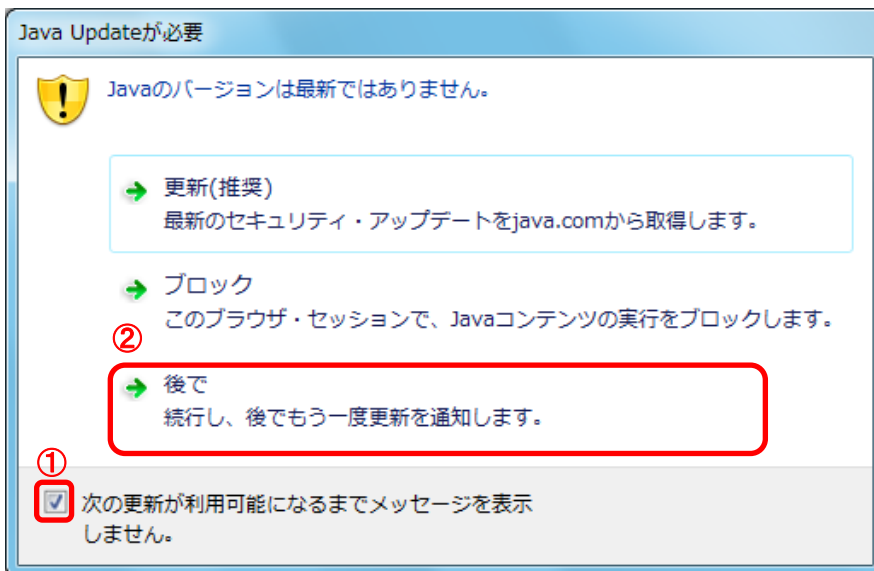 Java Updateが必要
Javaのバージョンは最新ではありません。
更新(推奨)
最新のセキュリティ・アップデートをjava.comから取得します。
ブロック
このブラウザ・セッションで、Javaコンテンツの実行をブロックします。
②
後で
続行し、後でもう一度更新を通知します。
①
次の更新が利用可能になるまでメッセージを表示
しません。